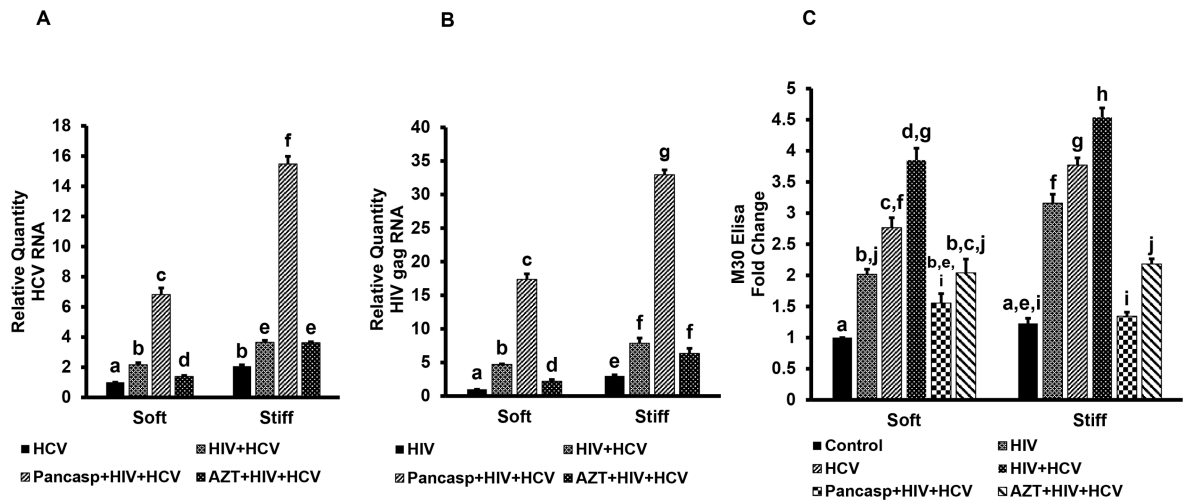 A
B
C
Relative Quantity
HCV RNA
18
16
14
12
10
8
6
4
2
0
a
b
c
d
b
e
f
e
Soft
Stiff
HCV
HIV+HCV
Pancasp+HIV+HCV
AZT+HIV+HCV
Relative Quantity
HIV gag RNA
40
35
30
25
20
15
10
5
0
a
b
c
d
e
f
g
f
Soft
Stiff
HIV
HIV+HCV
Pancasp+HIV+HCV
AZT+HIV+HCV
M30 Elisa
Fold Change
5
4.5
4
3.5
3
2.5
2
1.5
1
0.5
0
a
b,j
c,f
d,g
b,e,
i
b,c,j
a,e,i
f
g
h
i
j
Soft
Stiff
Control
HIV
HCV
HIV+HCV
Pancasp+HIV+HCV
AZT+HIV+HCV